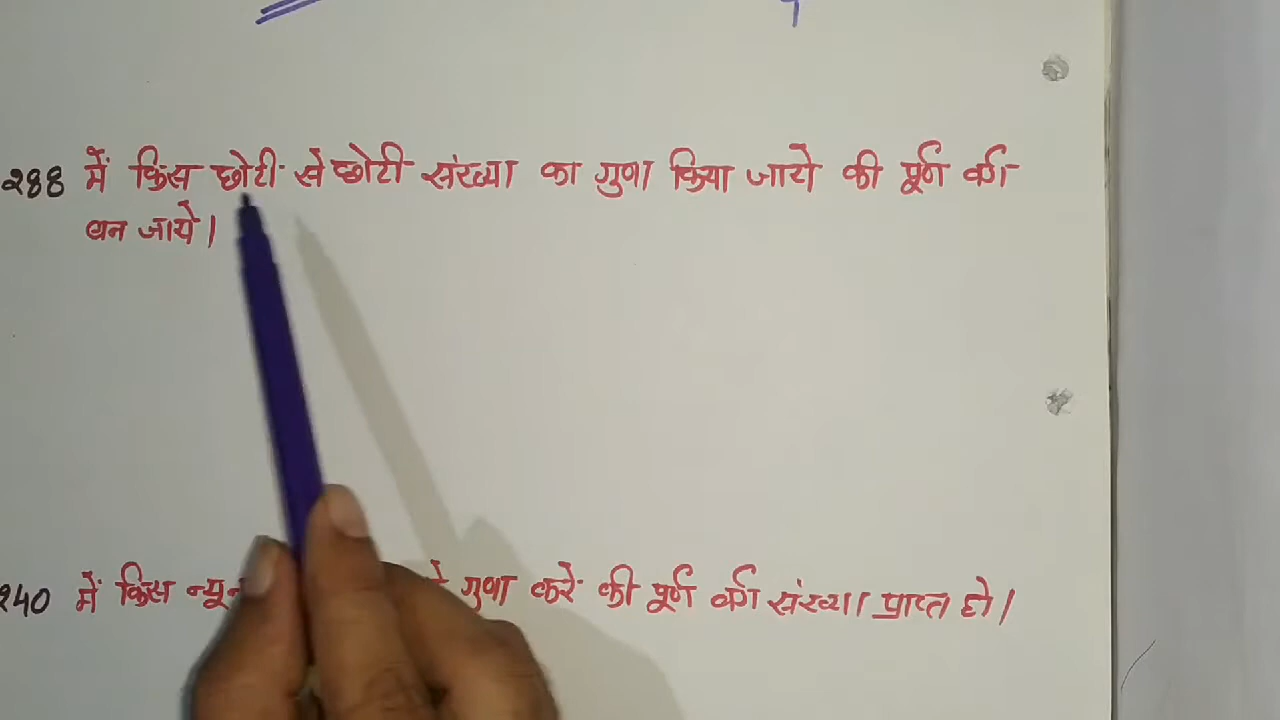 288 में किस छोटी से छोटी संख्या का गुणा किया जाये की पूर्ण वर्ग
बन जाये।
240 में किस गुणा करें की पूर्ण वर्ग संख्या प्राप्त हो।